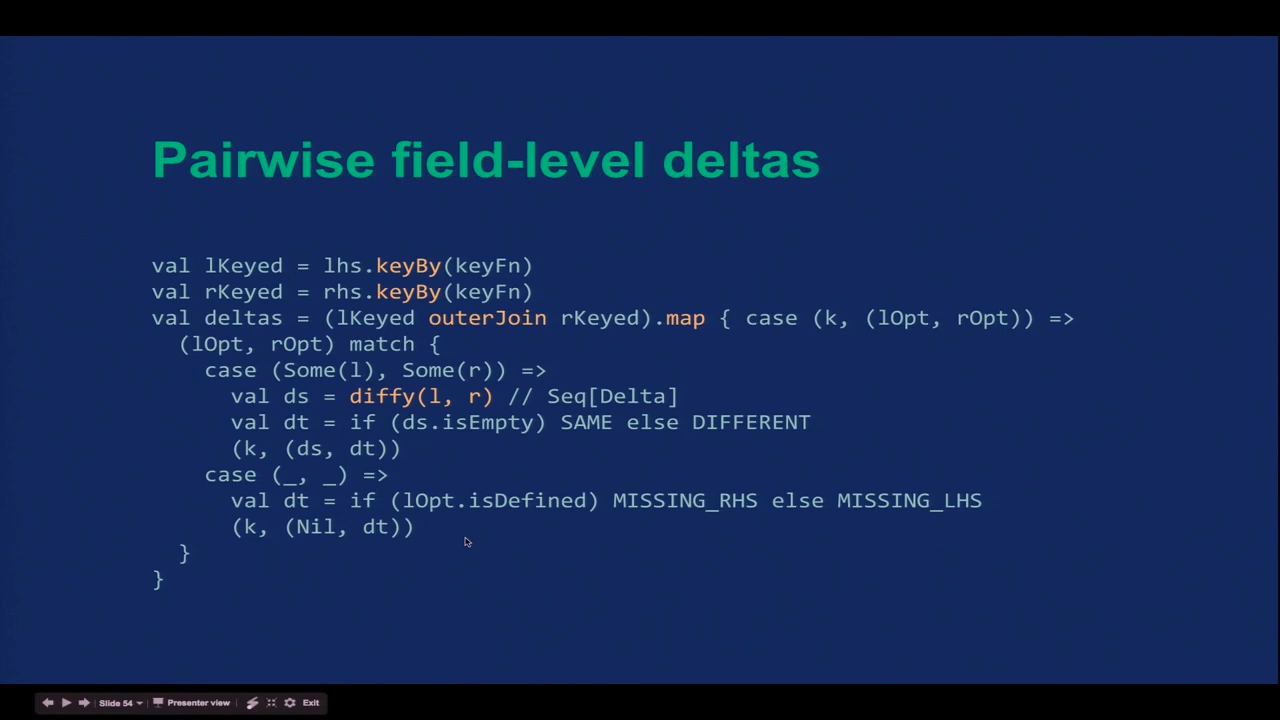 Pairwise field-level deltas
val lKeyed = lhs.keyBy(keyFn)
val rKeyed = rhs.keyBy(keyFn)
val deltas = (lKeyed outerJoin rKeyed).map { case (k, (lOpt, rOpt)) =>
  (lOpt, rOpt) match {
    case (Some(l), Some(r)) =>
      val ds = diffy(l, r) // Seq[Delta]
      val dt = if (ds.isEmpty) SAME else DIFFERENT
      (k, (ds, dt))
    case (_, _) =>
      val dt = if (lOpt.isDefined) MISSING_RHS else MISSING_LHS
      (k, (Nil, dt))
  }
}
Slide 54 Presenter view Exit